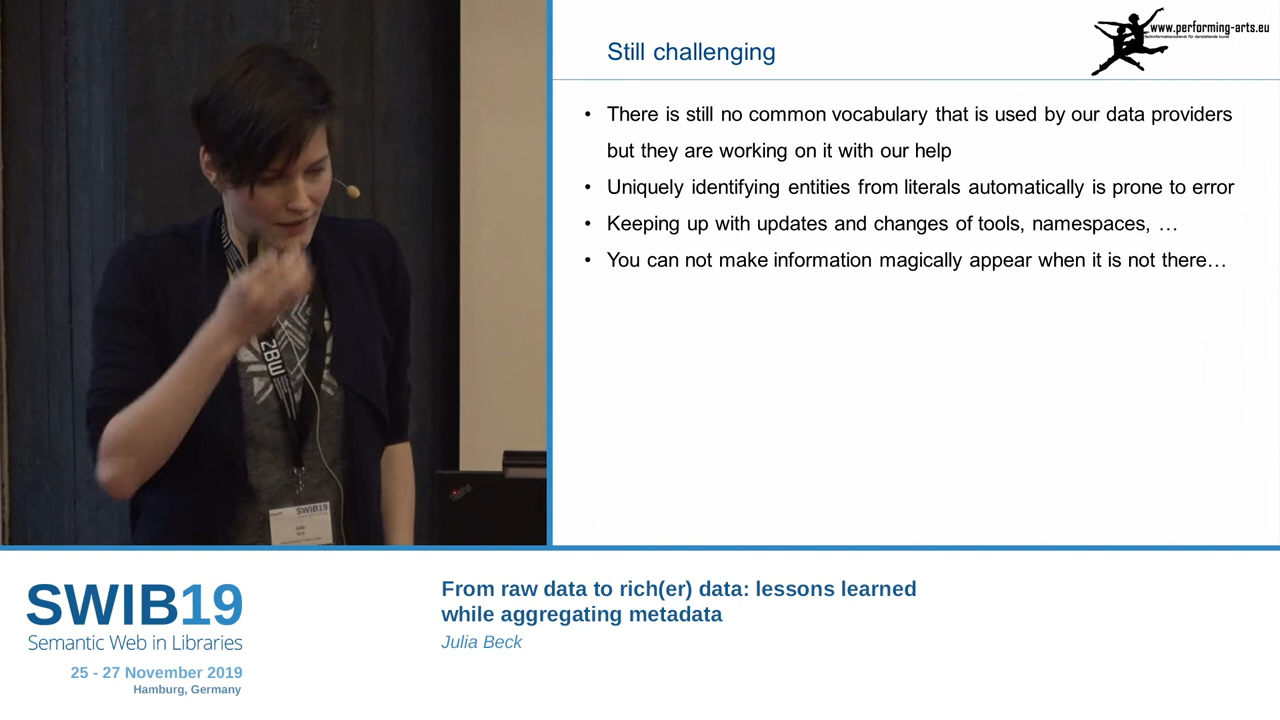 Still challenging
www.performing-arts.eu
• There is still no common vocabulary that is used by our data providers
but they are working on it with our help
• Uniquely identifying entities from literals automatically is prone to error
• Keeping up with updates and changes of tools, namespaces, …
• You can not make information magically appear when it is not there…
ZBW
SWIB19
SWIB19
Semantic Web in Libraries
25 - 27 November 2019
Hamburg, Germany
From raw data to rich(er) data: lessons learned
while aggregating metadata
Julia Beck